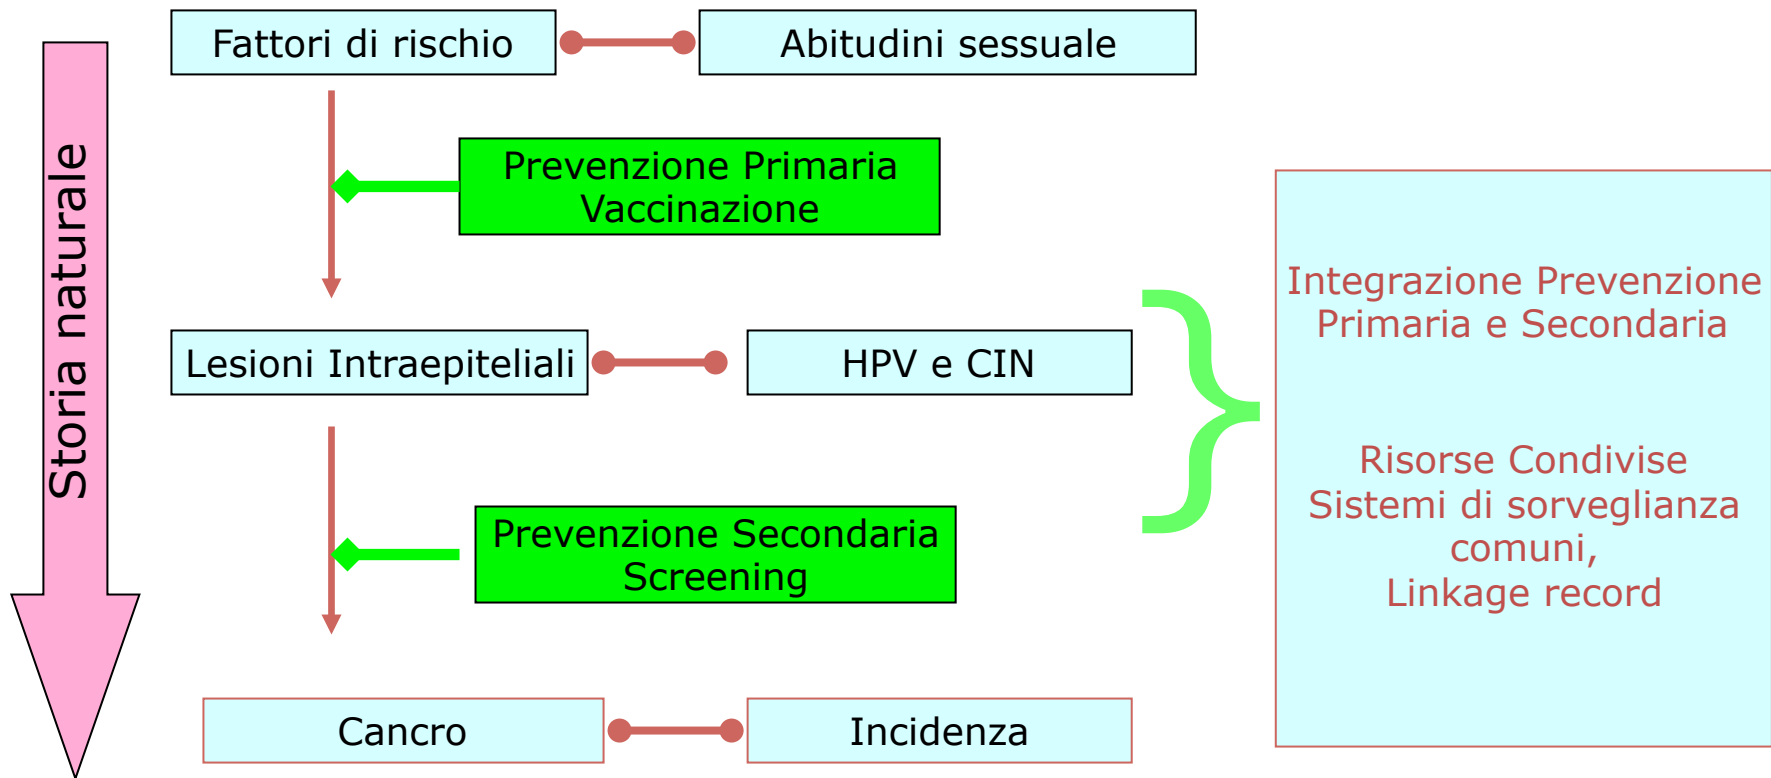 Storia naturale
Fattori di rischio
Abitudini sessuale
Prevenzione Primaria
Vaccinazione
Lesioni Intraepiteliali
HPV e CIN
Prevenzione Secondaria
Screening
Cancro
Incidenza
Integrazione Prevenzione
Primaria e Secondaria
Risorse Condivise
Sistemi di sorveglianza
comuni,
Linkage record